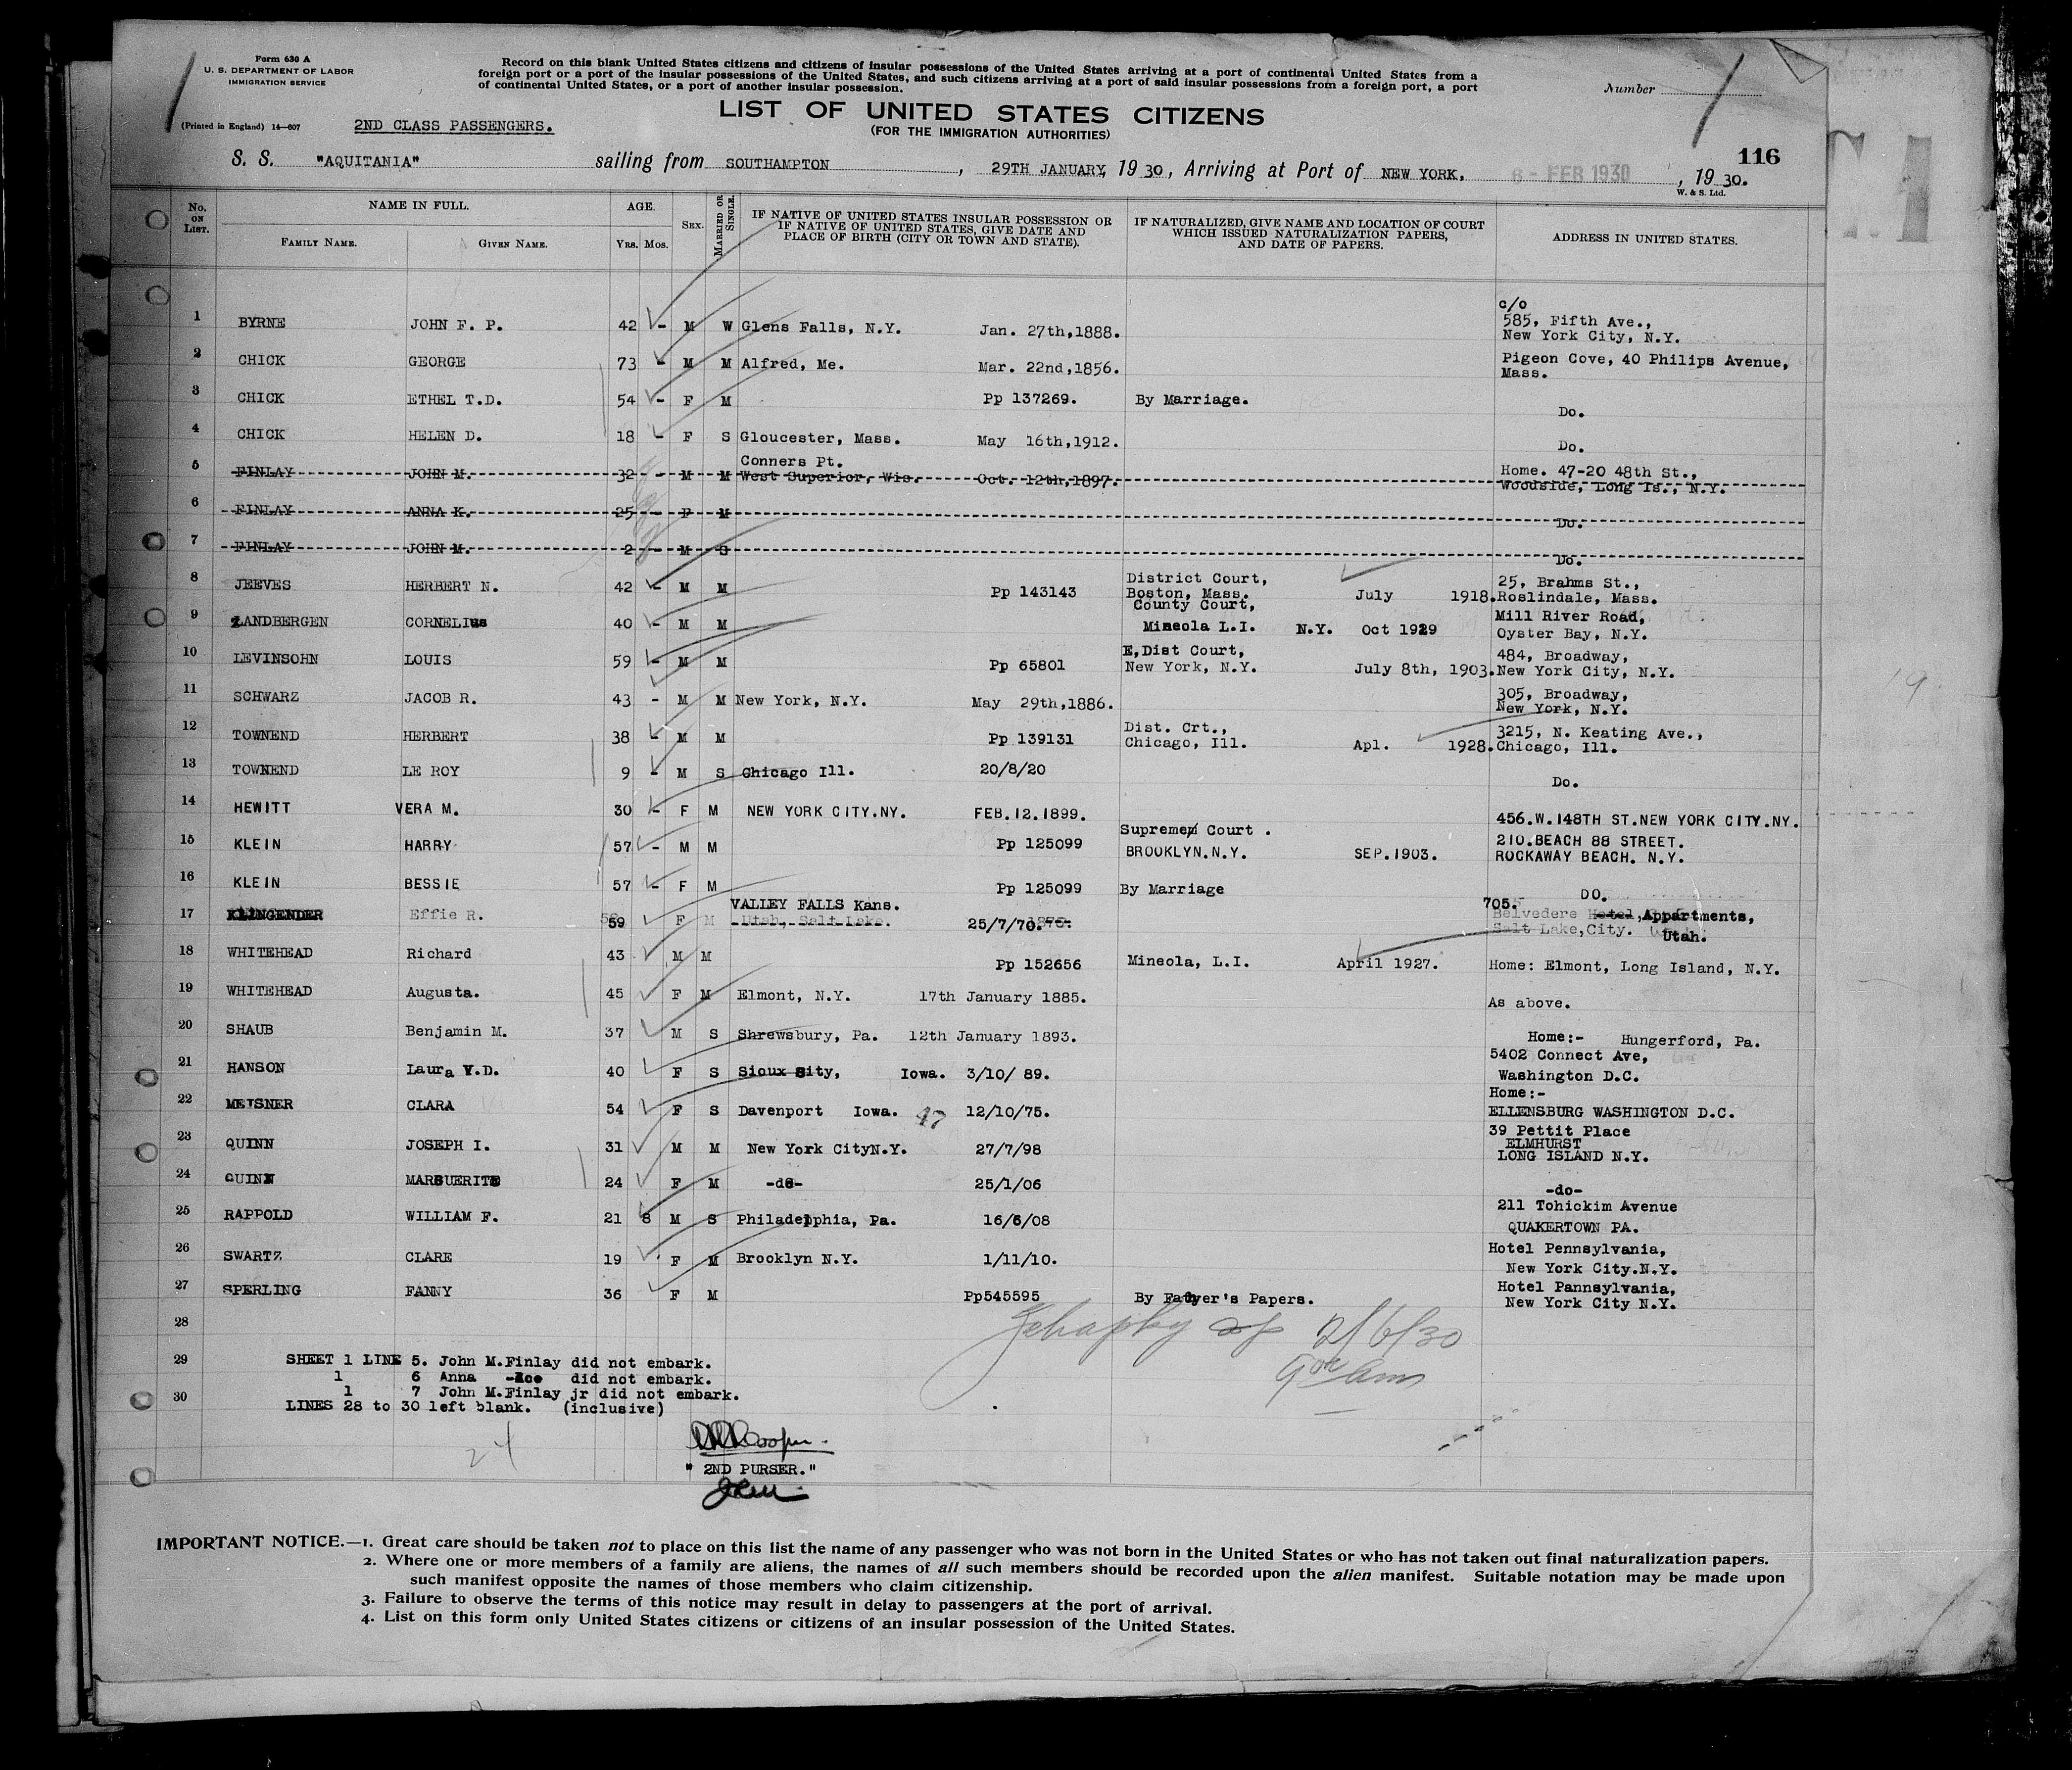 Form 630 A
U. S. DEPARTMENT OF LABOR
IMMIGRATION SERVICE
Record on this blank United States citizens and citizens of insular possessions of the United States arriving at a port of continental United States from a
foreign port or a port of the insular possessions of the United States, and such citizens arriving at a port of said insular possessions from a foreign port, a port
of continental United States, or a port of another insular possession.
Number
LIST OF UNITED STATES CITIZENS
(FOR THE IMMIGRATION AUTHORITIES)
(Printed in England) 14—607
2ND CLASS PASSENGERS.
116
S. S. "AQUITANIA" sailing from SOUTHAMPTON, 29TH JANUARY, 19 30, Arriving at Port of NEW YORK. 6 - FEB 1930, 19 30.
W. & S. Ltd.
No. ON LIST.
NAME IN FULL.
FAMILY NAME. GIVEN NAME.
AGE. Yrs. Mos.
SEX.
MARRIED OR SINGLE.
IF NATIVE OF UNITED STATES INSULAR POSSESSION OR
IF NATIVE OF UNITED STATES, GIVE DATE AND
PLACE OF BIRTH (CITY OR TOWN AND STATE).
IF NATURALIZED, GIVE NAME AND LOCATION OF COURT
WHICH ISSUED NATURALIZATION PAPERS,
AND DATE OF PAPERS.
ADDRESS IN UNITED STATES.
c/o
1 BYRNE JOHN F. P. 42 - M W Glens Falls, N.Y. Jan. 27th,1888. 585, Fifth Ave.,
New York City, N.Y.
2 CHICK GEORGE 73 - M M Alfred, Me. Mar. 22nd,1856. Pigeon Cove, 40 Philips Avenue,
Mass.
3 CHICK ETHEL T.D. 54 - F M Pp 137269. By Marriage. Do.
4 CHICK HELEN D. 18 - F S Gloucester, Mass. May 16th,1912. Do.
Conners Pt.
5 FINLAY JOHN M. 32 - M M West Superior, Wis. Oct. 12th,1897. Home. 47-20 48th St.,
Woodside, Long Is., N.Y.
6 FINLAY ANNA K. 25 - F M Do.
7 FINLAY JOHN M. 2 - M S Do.
8 JEEVES HERBERT N. 42 - M M Pp 143143 District Court,
Boston, Mass. July 1918. 25, Brahms St.,
Roslindale, Mass.
9 ZANDBERGEN CORNELIUS 40 - M M County Court,
Mineola L.I. N.Y. Oct 1929 Mill River Road,
Oyster Bay, N.Y.
10 LEVINSOHN LOUIS 59 - M M Pp 65801 E,Dist Court,
New York, N.Y. July 8th, 1903. 484, Broadway,
New York City, N.Y.
11 SCHWARZ JACOB R. 43 - M M New York, N.Y. May 29th,1886. 305, Broadway,
New York, N.Y.
12 TOWNEND HERBERT 38 - M M Pp 139131 Dist. Crt.,
Chicago, Ill. Apl. 1928. 3215, N. Keating Ave.,
Chicago, Ill.
13 TOWNEND LE ROY 9 - M S Chicago Ill. 20/8/20 Do.
14 HEWITT VERA M. 30 - F M NEW YORK CITY.NY. FEB.12.1899. 456.W.148TH ST.NEW YORK CITY.NY.
15 KLEIN HARRY 57 - M M Pp 125099 Supreme Court .
BROOKLYN.N.Y. SEP.1903. 210.BEACH 88 STREET.
ROCKAWAY BEACH. N.Y.
16 KLEIN BESSIE 57 - F M Pp 125099 By Marriage DO.
17 KLINGENDER Effie R. 59 F M VALLEY FALLS Kans.
Utah, Salt Lake. 25/7/70. 705.
Belvedere Hotel, Appartments,
Salt Lake,City. Utah.
18 WHITEHEAD Richard 43 M M Pp 152656 Mineola, L.I. April 1927. Home: Elmont, Long Island, N.Y.
19 WHITEHEAD Augusta. 45 F M Elmont, N.Y. 17th January 1885. As above.
20 SHAUB Benjamin M. 37 M S Shrewsbury, Pa. 12th January 1893. Home:- Hungerford, Pa.
21 HANSON Laura V.D. 40 F S Sioux Sity, Iowa. 3/10/ 89. 5402 Connect Ave,
Washington D.C.
22 MEISNER CLARA 54 F S Davenport Iowa. 47 12/10/75. Home:-
ELLENSBURG WASHINGTON D.C.
23 QUINN JOSEPH I. 31 M M New York CityN.Y. 27/7/98 39 Pettit Place
ELMHURST
LONG ISLAND N.Y.
24 QUINN MARGUERITE 24 F M -do- 25/1/06 -do-
25 RAPPOLD WILLIAM F. 21 8 M S Philadelphia, Pa. 16/6/08 211 Tohickim Avenue
QUAKERTOWN PA.
26 SWARTZ CLARE 19 F M Brooklyn N.Y. 1/11/10. Hotel Pennsylvania,
New York City.N.Y.
27 SPERLING FANNY 36 F M Pp545595 By Father's Papers. Hotel Pannsylvania,
New York City N.Y.
28
2/6/30
29 SHEET 1 LINE 5. John M.Finlay did not embark.
1 6 Anna did not embark.
30 1 7 John M.Finlay jr did not embark.
LINES 28 to 30 left blank. (inclusive)
24
"2ND PURSER."
IMPORTANT NOTICE.—1. Great care should be taken not to place on this list the name of any passenger who was not born in the United States or who has not taken out final naturalization papers.
2. Where one or more members of a family are aliens, the names of all such members should be recorded upon the alien manifest. Suitable notation may be made upon
such manifest opposite the names of those members who claim citizenship.
3. Failure to observe the terms of this notice may result in delay to passengers at the port of arrival.
4. List on this form only United States citizens or citizens of an insular possession of the United States.